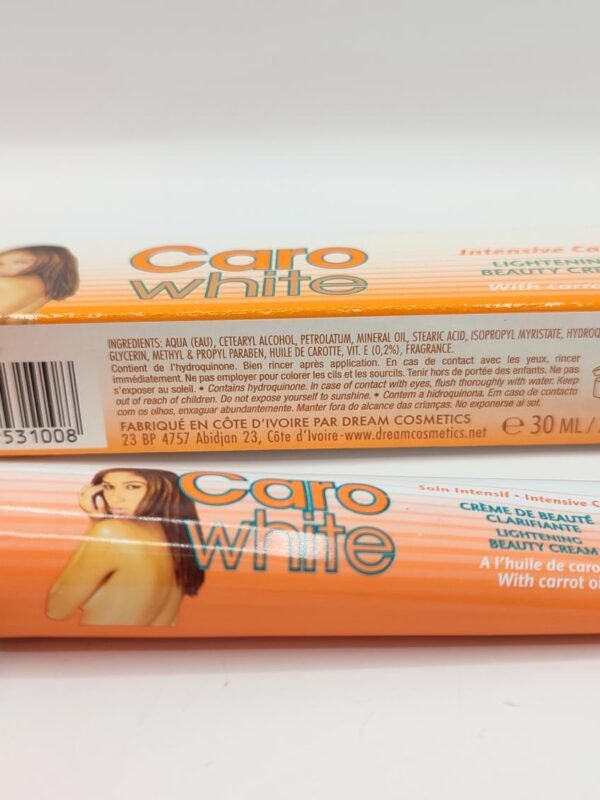 Caro
white
Intensive Ca
LIGHTENIN
BEAUTY CRE
With carro
INGREDIENTS: AQUA (EAU), CETEARYL ALCOHOL, PETROLATUM, MINERAL OIL, STEARIC ACID, ISOPROPYL MYRISTATE, HYDROQ
GLYCERIN, METHYL & PROPYL PARABEN, HUILE DE CAROTTE, VIT. E (0,2%), FRAGRANCE.
Contient de l'hydroquinone. Bien rincer après application. En cas de contact avec les yeux, rincer
immédiatement. Ne pas employer pour colorer les cils et les sourcils. Tenir hors de portée des enfants. Ne pas
s'exposer au soleil. • Contains hydroquinone. In case of contact with eyes, flush thoroughly with water. Keep
out of reach of children. Do not expose yourself to sunshine. • Contem a hidroquinona. Em caso de contacto
com os olhos, enxaguar abundantemente. Manter fora do alcance das crianças. No exponerse al sol.
FABRIQUÉ EN CÔTE D'IVOIRE PAR DREAM COSMETICS
23 BP 4757 Abidjan 23, Côte d'Ivoire-www.dreamcosmetics.net
e 30 ML /
531008
Caro
white
Soin Intensif • Intensive C
CRÈME DE BEAUTÉ
CLARIFIANTE
LIGHTENING
BEAUTY CREAM
A l'huile de caro
With carrot oi